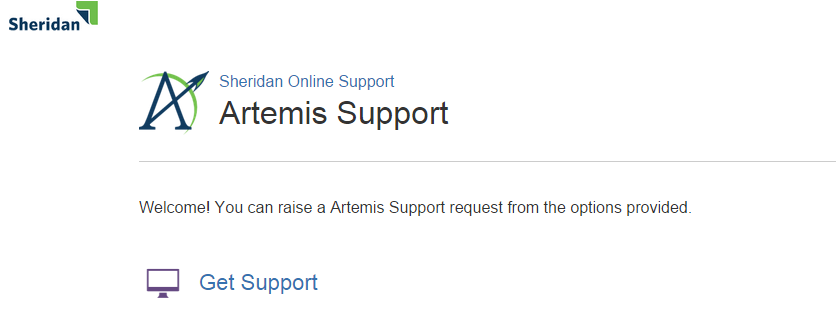 Sheridan
Sheridan Online Support
Artemis Support
Welcome! You can raise a Artemis Support request from the options provided.
Get Support